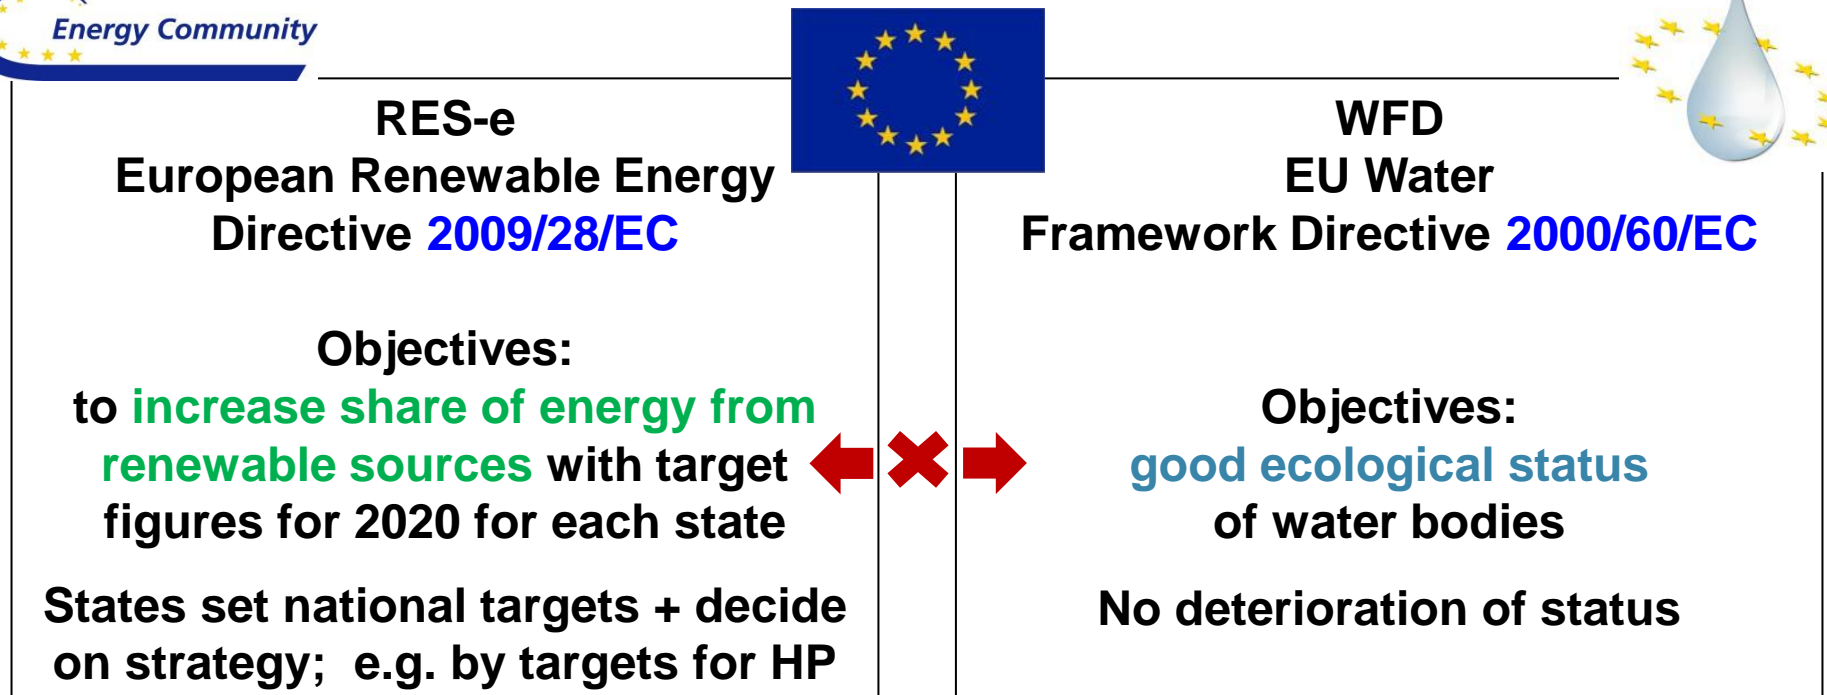 Energy Community
RES-e
European Renewable Energy
Directive 2009/28/EC
Objectives:
to increase share of energy from
renewable sources with target
figures for 2020 for each state
States set national targets + decide
on strategy; e.g. by targets for HP
WFD
EU Water
Framework Directive 2000/60/EC
Objectives:
good ecological status
of water bodies
No deterioration of status